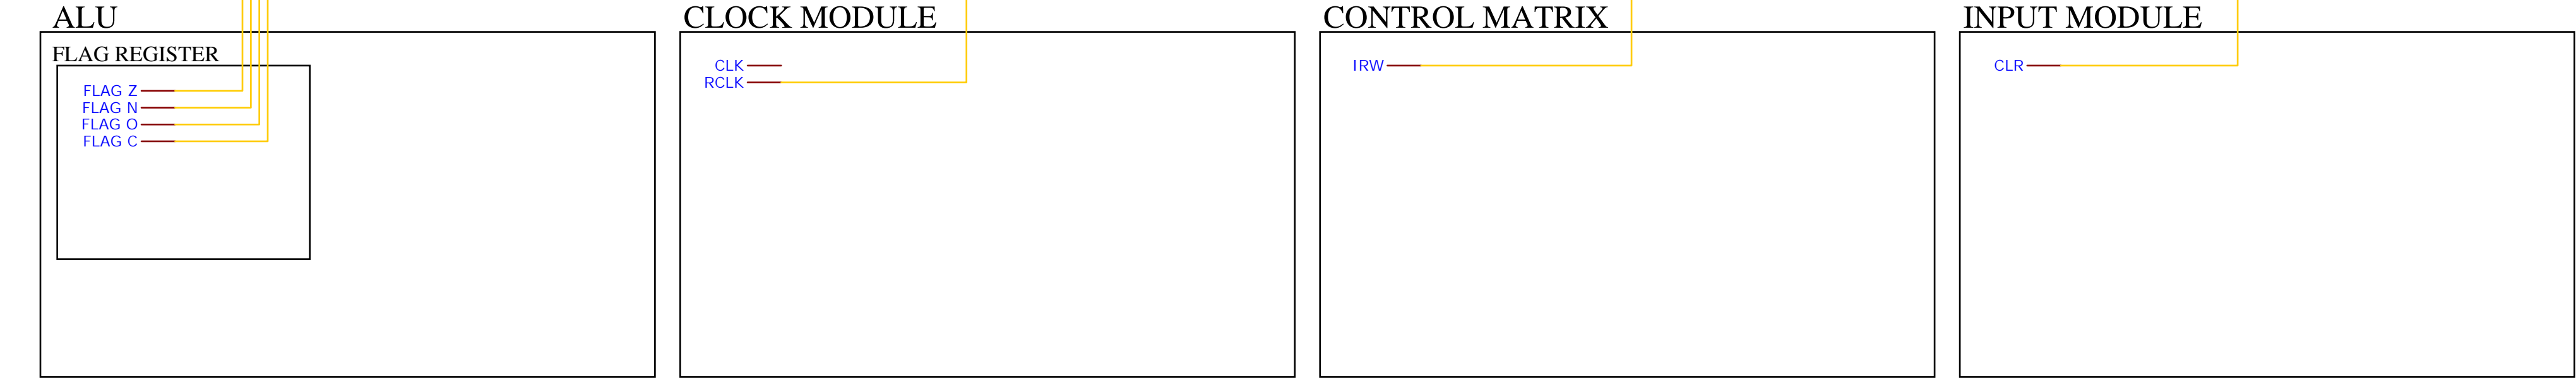 ALU
FLAG REGISTER
FLAG Z
FLAG N
FLAG O
FLAG C
CLOCK MODULE
CLK
RCLK
CONTROL MATRIX
IRW
INPUT MODULE
CLR